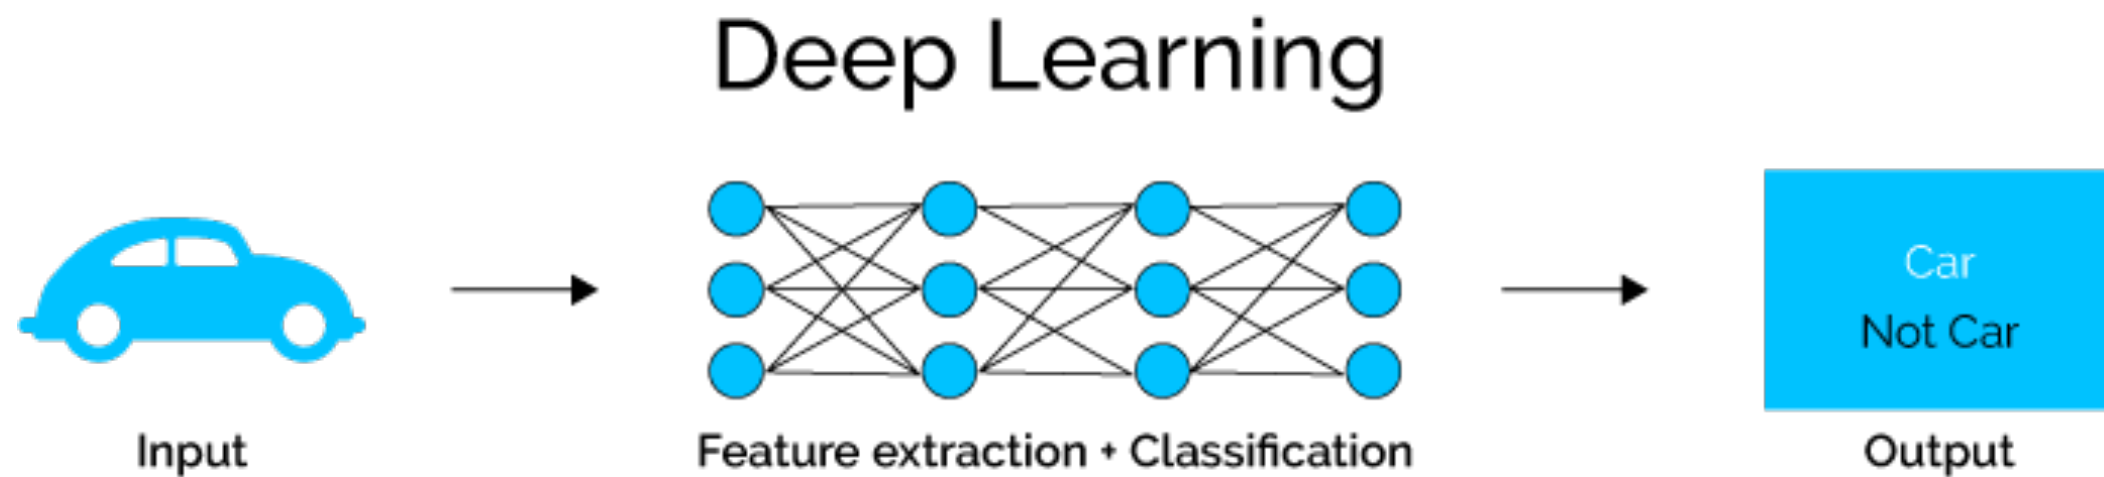 Deep Learning
Car
Not Car
Input
Feature extraction + Classification
Output